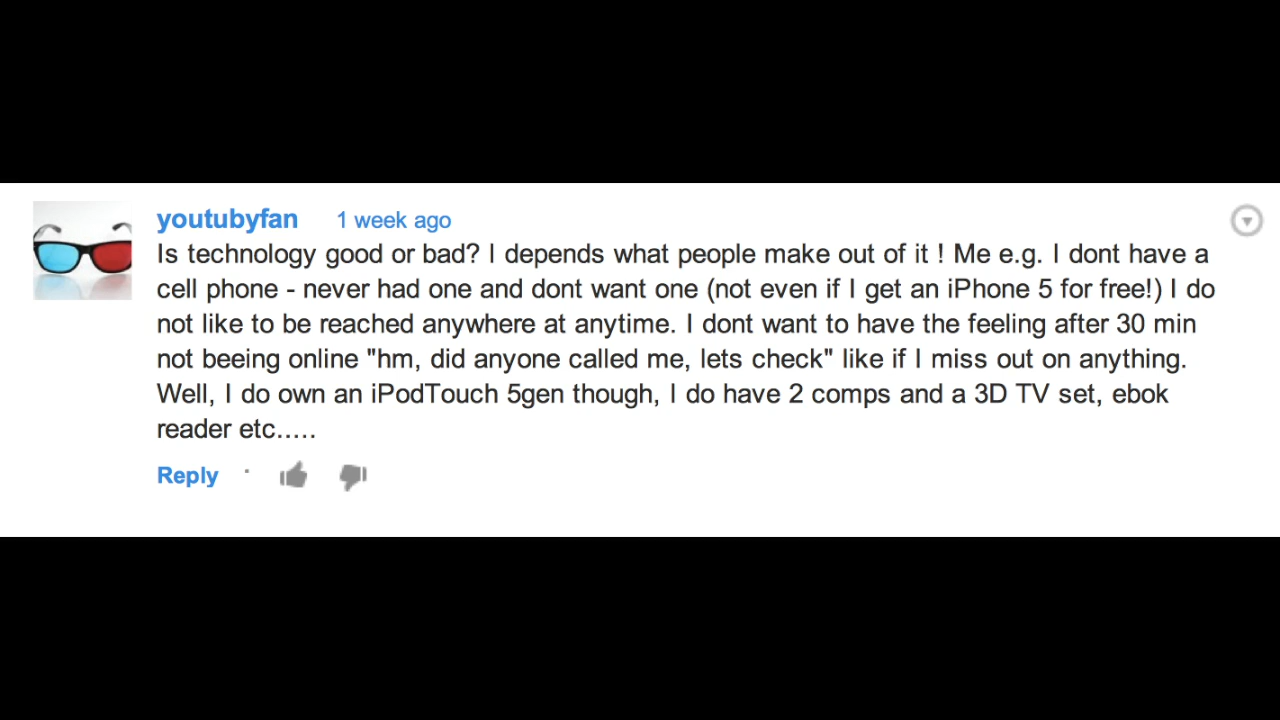 youtubyfan 1 week ago
Is technology good or bad? I depends what people make out of it ! Me e.g. I dont have a
cell phone - never had one and dont want one (not even if I get an iPhone 5 for free!) I do
not like to be reached anywhere at anytime. I dont want to have the feeling after 30 min
not beeing online "hm, did anyone called me, lets check" like if I miss out on anything.
Well, I do own an iPodTouch 5gen though, I do have 2 comps and a 3D TV set, ebok
reader etc.....
Reply ·